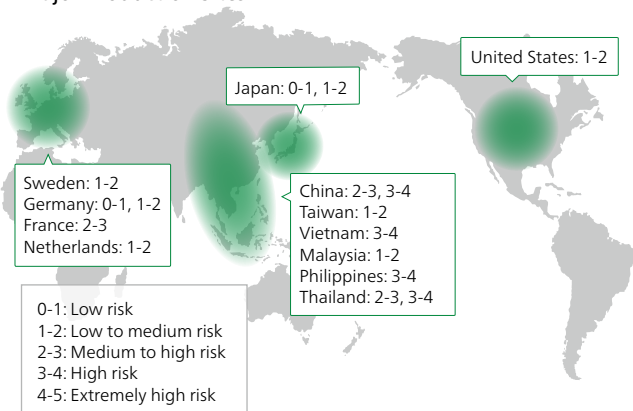 United States: 1-2
Japan: 0-1, 1-2
Sweden: 1-2
Germany: 0-1, 1-2
France: 2-3
Netherlands: 1-2
China: 2-3, 3-4
Taiwan: 1-2
Vietnam: 3-4
Malaysia: 1-2
Philippines: 3-4
Thailand: 2-3, 3-4
0-1: Low risk
1-2: Low to medium risk
2-3: Medium to high risk
3-4: High risk
4-5: Extremely high risk